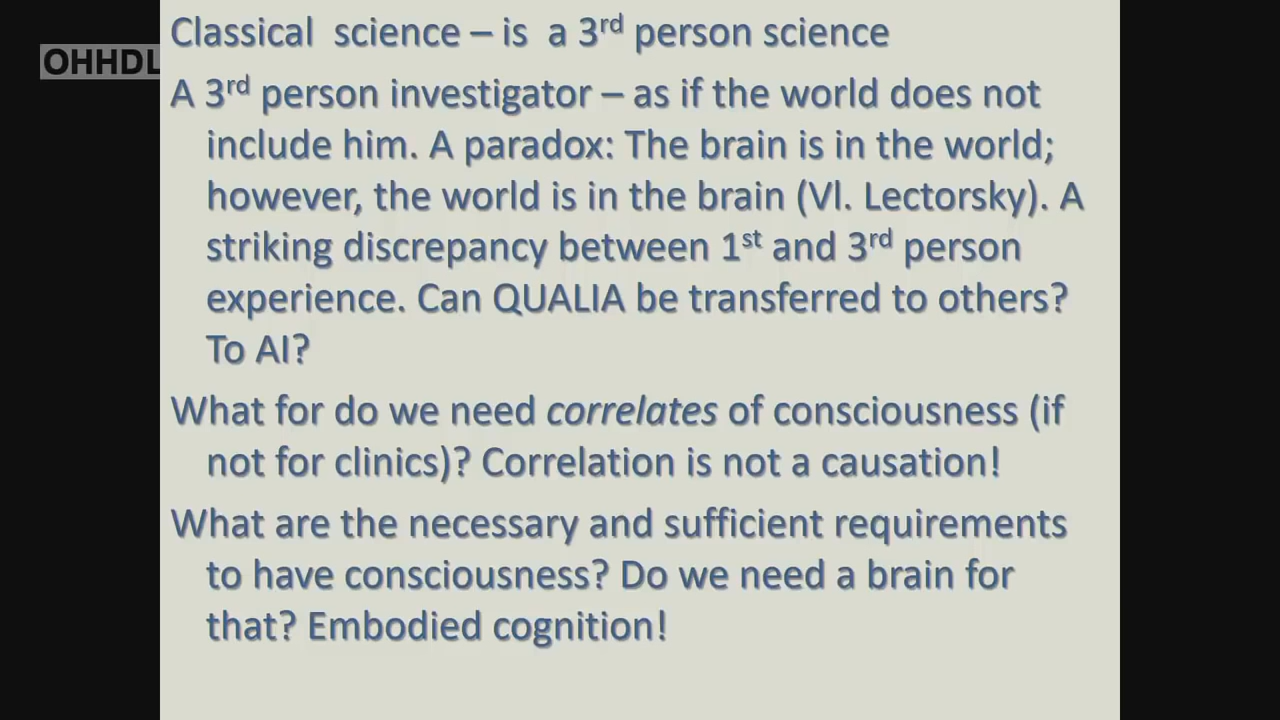 Classical science – is a 3rd person science
OHHDL
A 3rd person investigator – as if the world does not
include him. A paradox: The brain is in the world;
however, the world is in the brain (Vl. Lectorsky). A
striking discrepancy between 1st and 3rd person
experience. Can QUALIA be transferred to others?
To AI?
What for do we need correlates of consciousness (if
not for clinics)? Correlation is not a causation!
What are the necessary and sufficient requirements
to have consciousness? Do we need a brain for
that? Embodied cognition!